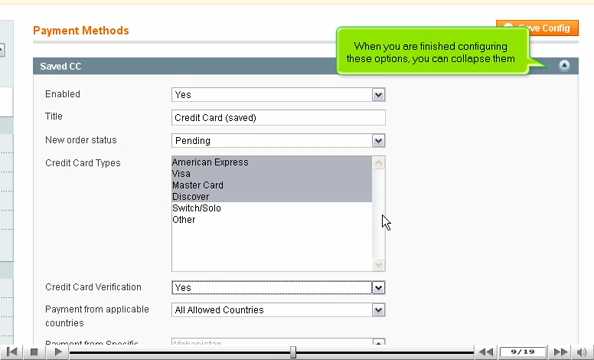 Payment Methods
Save Config
When you are finished configuring
these options, you can collapse them
Saved CC
Enabled
Yes
Title
Credit Card (saved)
New order status
Pending
Credit Card Types
American Express
Visa
Master Card
Discover
Switch/Solo
Other
Credit Card Verification
Yes
Payment from applicable
countries
All Allowed Countries
Payment from Specific
Afghanistan
9/19